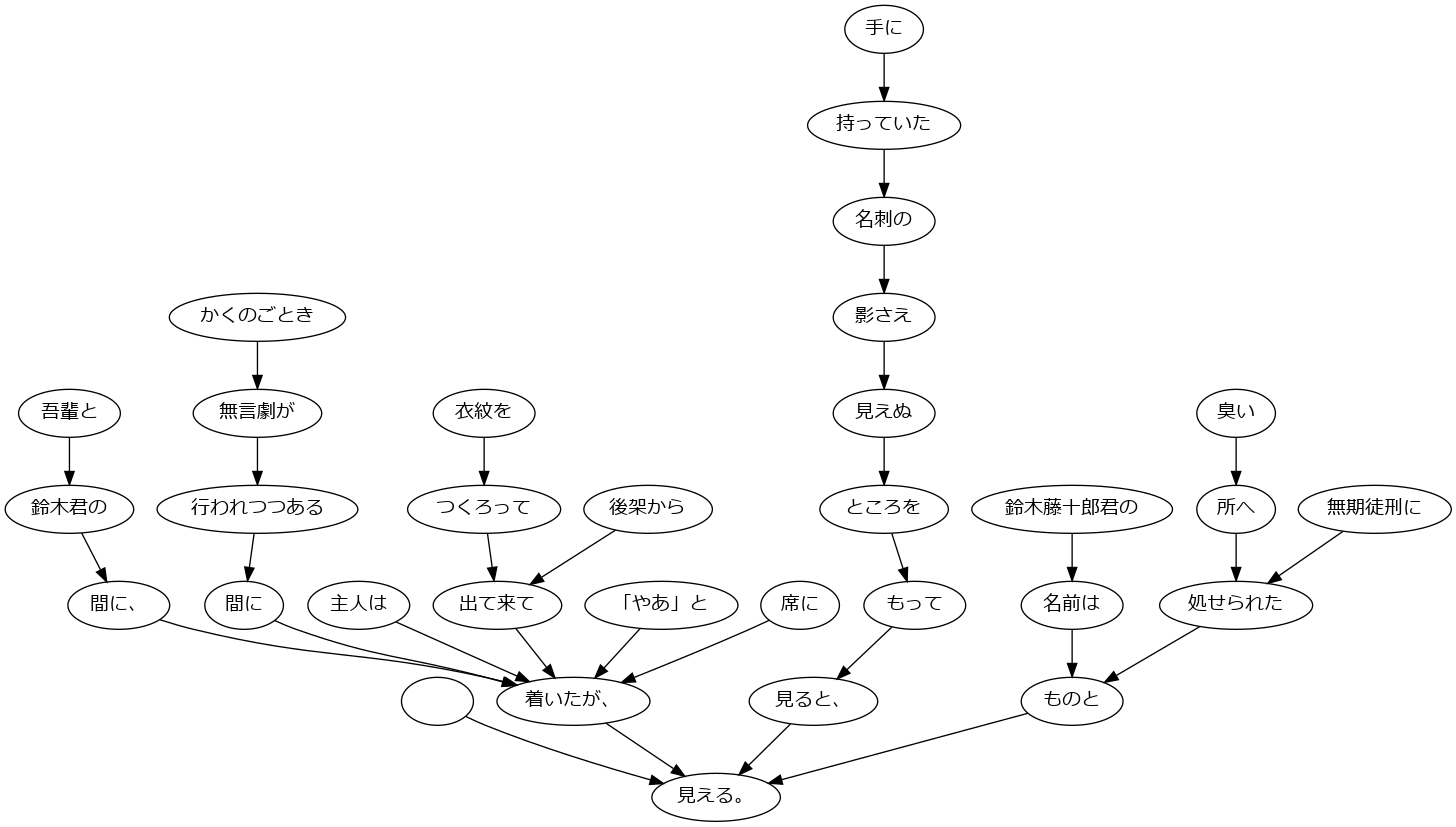 手に
持っていた
名刺の
かくのごとき
影さえ
吾輩と
無言劇が
衣紋を
見えぬ
臭い
鈴木君の
行われつつある
つくろって
後架から
ところを
鈴木藤十郎君の
所へ
無期徒刑に
間に、
間に
主人は
出て来て
「やあ」と
席に
もって
名前は
処せられた
着いたが、
見ると、
ものと
見える。